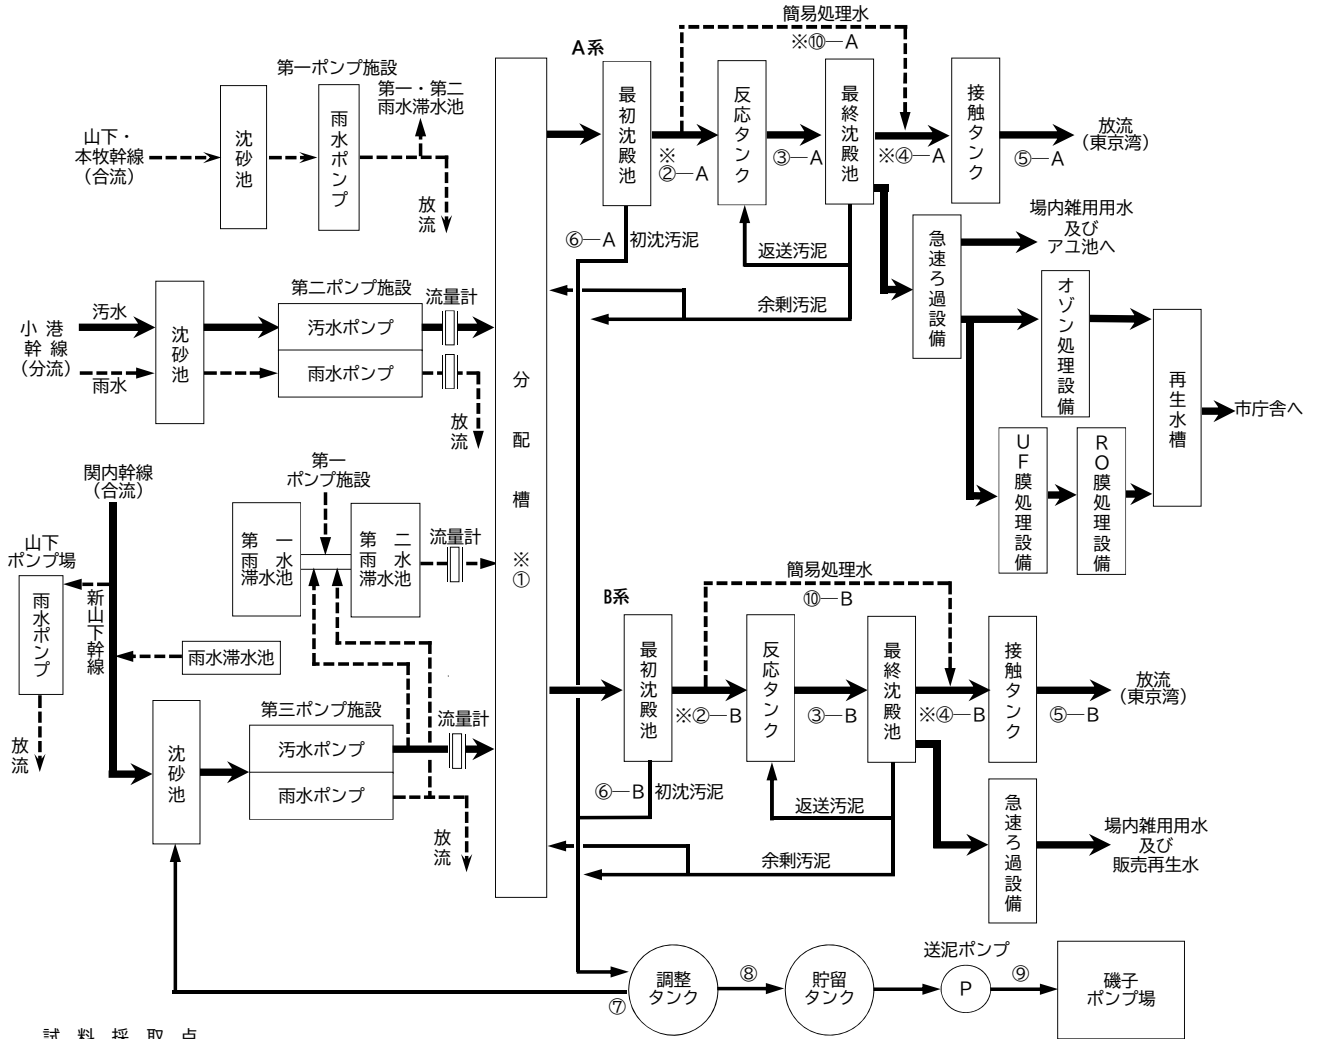 簡易処理水
※⑩―A
A系
第一ポンプ施設
第一・第二
雨水滞水池
山下・
本牧幹線
(合流)
沈砂池
雨水ポンプ
放流
最初沈殿池
※
②―A
反応タンク
③―A
最終沈殿池
※④―A
接触タンク
⑤―A
放流
(東京湾)
⑥―A
初沈汚泥
返送汚泥
余剰汚泥
急速ろ過設備
場内雑用用水
及び
アユ池へ
オゾン処理設備
UF膜処理設備
RO膜処理設備
再生水槽
市庁舎へ
第二ポンプ施設
流量計
汚水
小港
幹線
(分流)
雨水
沈砂池
汚水ポンプ
雨水ポンプ
放流
分配槽
※
①
関内幹線
(合流)
第一
ポンプ施設
第一
雨水
滞水池
第二
雨水
滞水池
流量計
山下
ポンプ場
雨水ポンプ
新山下幹線
雨水滞水池
放流
第三ポンプ施設
流量計
沈砂池
汚水ポンプ
雨水ポンプ
放流
簡易処理水
⑩―B
B系
最初沈殿池
※②―B
反応タンク
③―B
最終沈殿池
※④―B
接触タンク
⑤―B
放流
(東京湾)
⑥―B
初沈汚泥
返送汚泥
余剰汚泥
急速ろ過設備
場内雑用用水
及び
販売再生水
送泥ポンプ
⑦
調整
タンク
⑧
貯留
タンク
P
⑨
磯子
ポンプ場
試料採取点